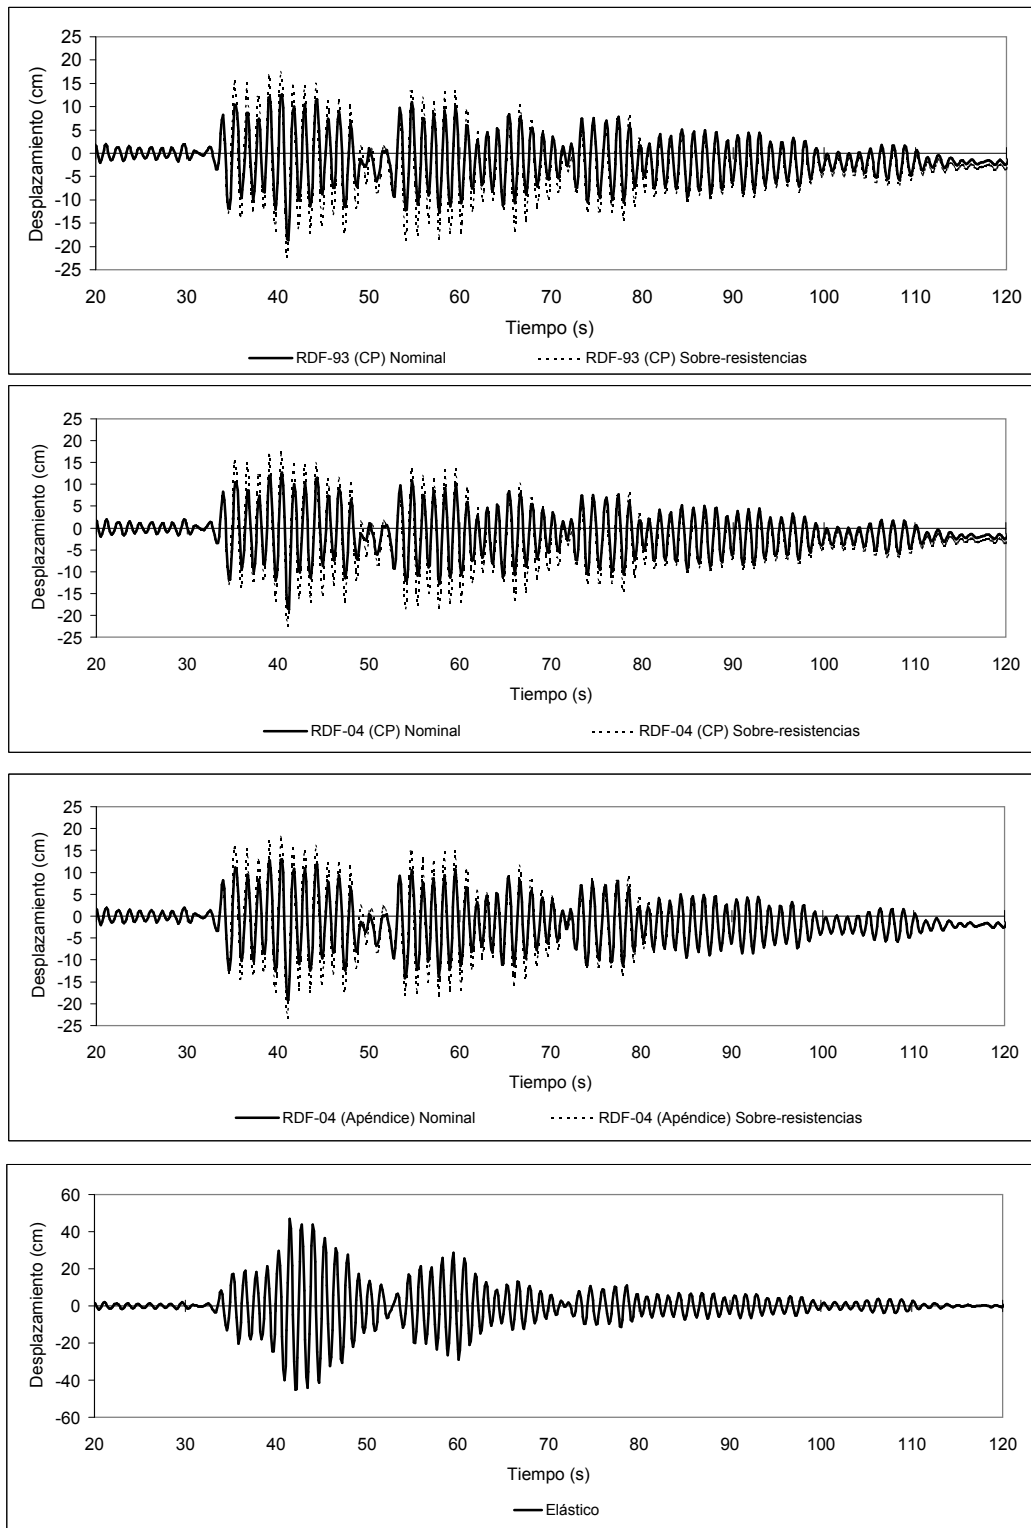 25
20
15
10
5
0
-5
-10
-15
-20
-25
Desplazamiento (cm)
20 30 40 50 60 70 80 90 100 110 120
Tiempo (s)
RDF-93 (CP) Nominal RDF-93 (CP) Sobre-resistencias
25
20
15
10
5
0
-5
-10
-15
-20
-25
Desplazamiento (cm)
20 30 40 50 60 70 80 90 100 110 120
Tiempo (s)
RDF-04 (CP) Nominal RDF-04 (CP) Sobre-resistencias
25
20
15
10
5
0
-5
-10
-15
-20
-25
Desplazamiento (cm)
20 30 40 50 60 70 80 90 100 110 120
Tiempo (s)
RDF-04 (Apéndice) Nominal RDF-04 (Apéndice) Sobre-resistencias
60
40
20
0
-20
-40
-60
Desplazamiento (cm)
20 30 40 50 60 70 80 90 100 110 120
Tiempo (s)
Elástico